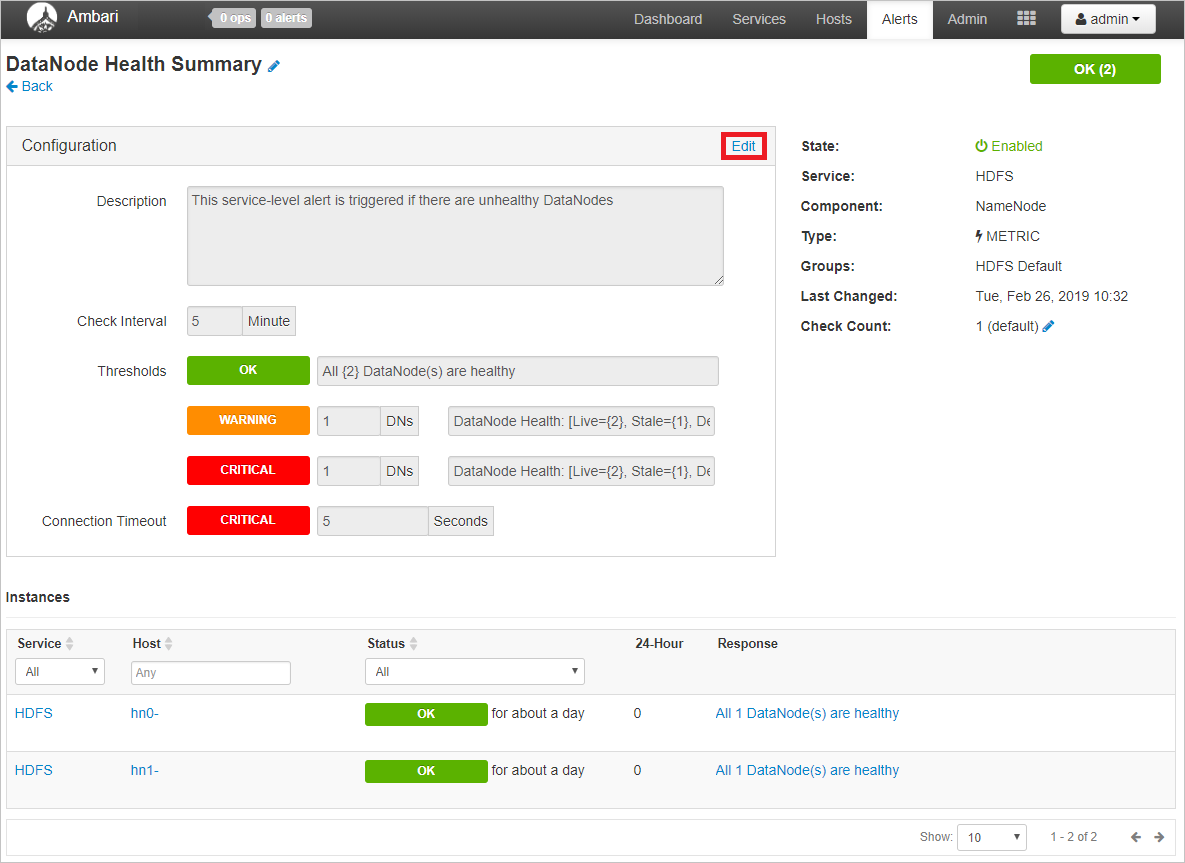 Ambari 0 ops 0 alerts Dashboard Services Hosts Alerts Admin admin
DataNode Health Summary OK (2)
Back
Configuration Edit
Description This service-level alert is triggered if there are unhealthy DataNodes
Check Interval 5 Minute
Thresholds OK All {2} DataNode(s) are healthy
WARNING 1 DNs DataNode Health: [Live={2}, Stale={1}, De
CRITICAL 1 DNs DataNode Health: [Live={2}, Stale={1}, De
Connection Timeout CRITICAL 5 Seconds
State: Enabled
Service: HDFS
Component: NameNode
Type: METRIC
Groups: HDFS Default
Last Changed: Tue, Feb 26, 2019 10:32
Check Count: 1 (default)
Instances
Service Host Status 24-Hour Response
All Any All
HDFS hn0- OK for about a day 0 All 1 DataNode(s) are healthy
HDFS hn1- OK for about a day 0 All 1 DataNode(s) are healthy
Show: 10 1 - 2 of 2